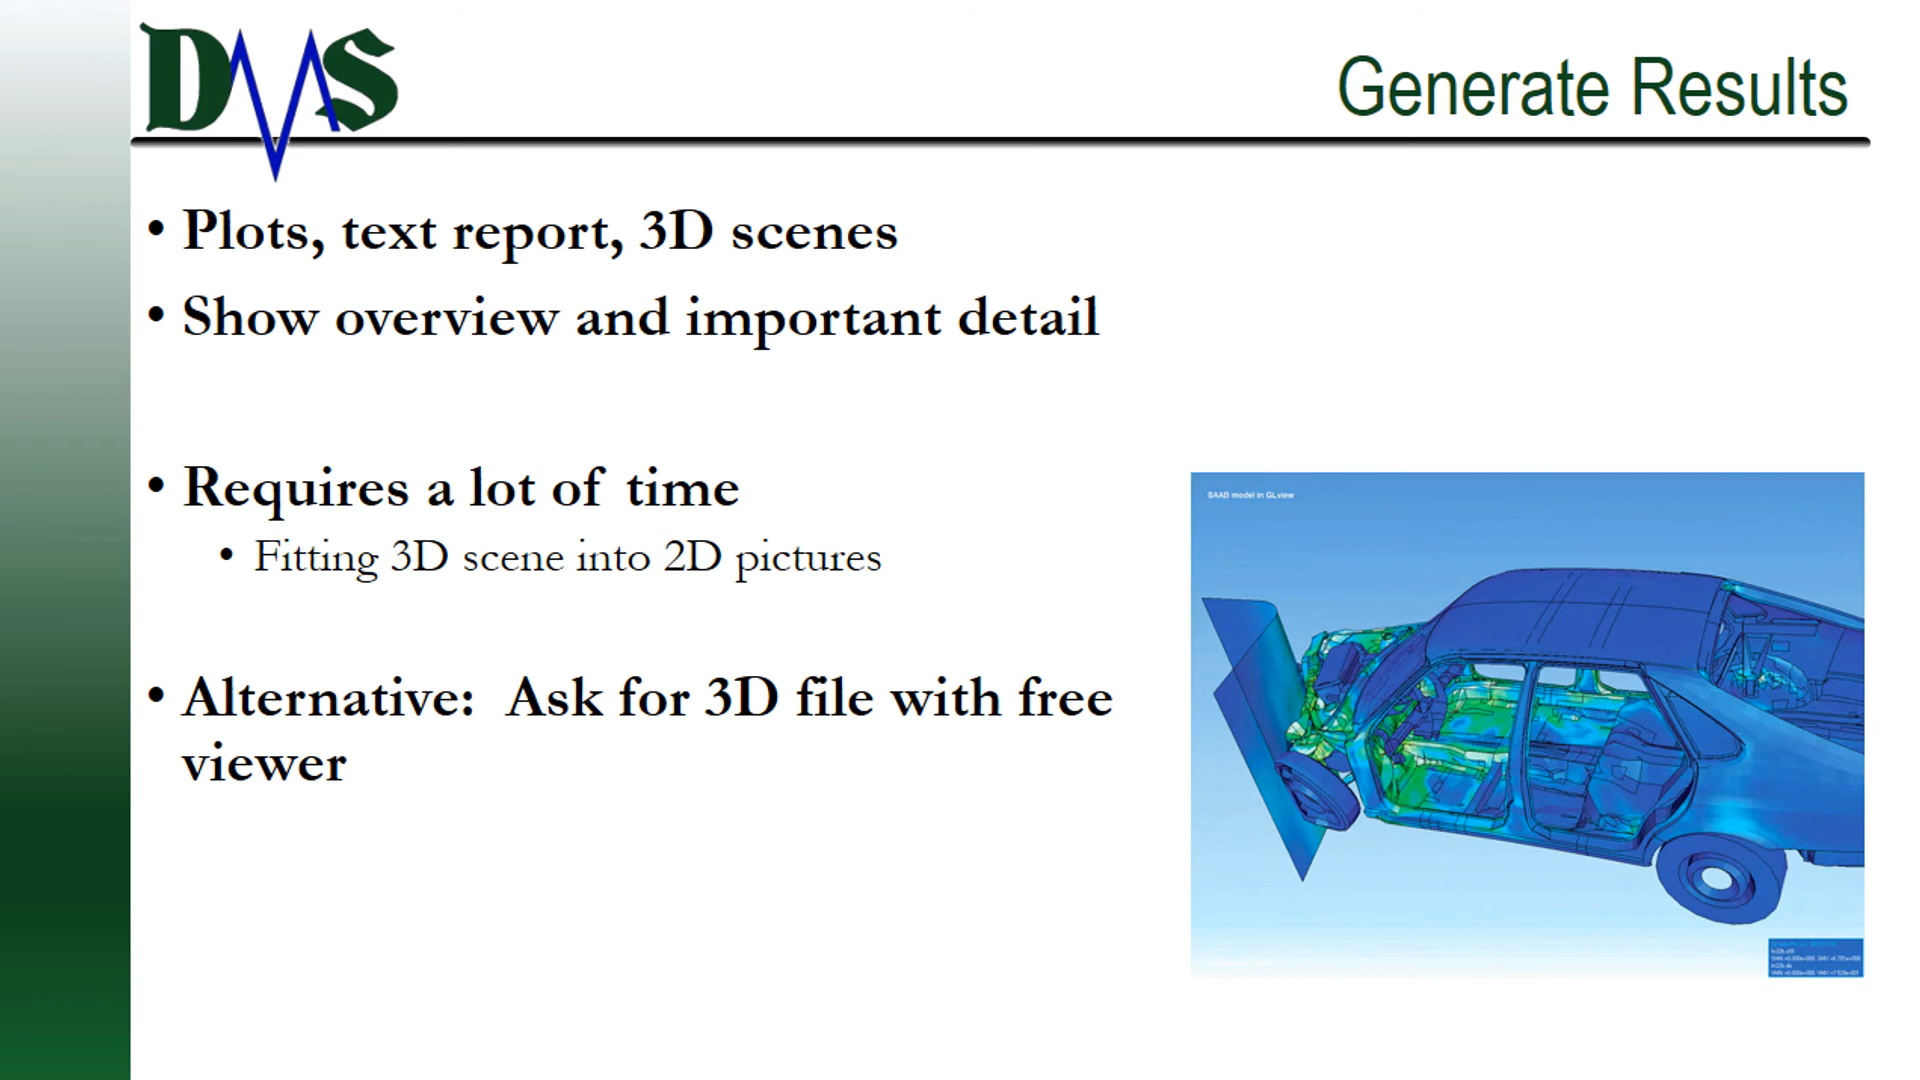 DMS
Generate Results
• Plots, text report, 3D scenes
• Show overview and important detail
• Requires a lot of time
• Fitting 3D scene into 2D pictures
• Alternative:  Ask for 3D file with free
viewer
SAAB model in GLview